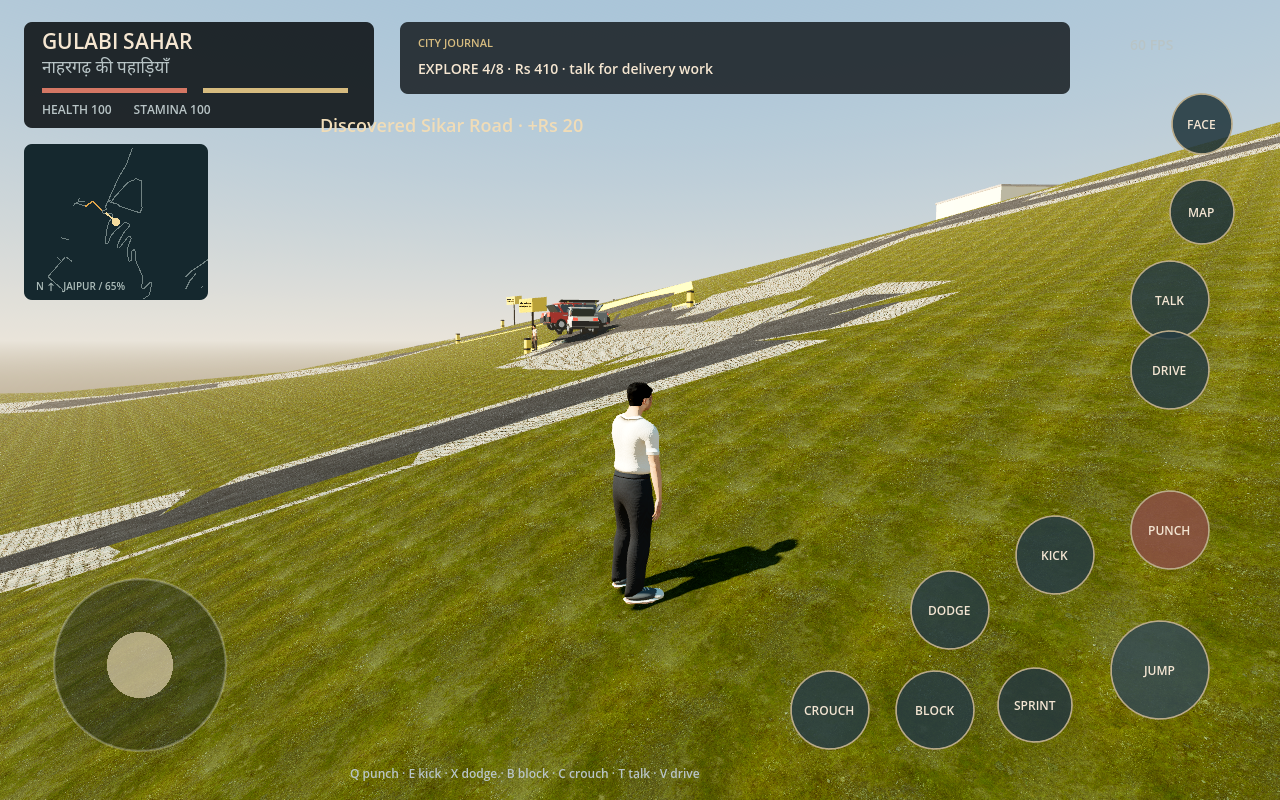 GULABI SAHAR
नाहरगढ़ की पहाड़ियाँ
HEALTH 100 STAMINA 100
CITY JOURNAL
EXPLORE 4/8 · Rs 410 · talk for delivery work
60 FPS
Discovered Sikar Road · +Rs 20
FACE
MAP
N ↑ JAIPUR / 65%
TALK
DRIVE
PUNCH
KICK
DODGE
JUMP
CROUCH
BLOCK
SPRINT
Q punch · E kick · X dodge · B block · C crouch · T talk · V drive